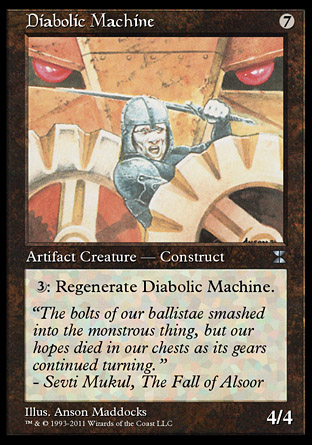 Diabolic Machine 7
Artifact Creature — Construct
3: Regenerate Diabolic Machine.
“The bolts of our ballistae smashed
into the monstrous thing, but our
hopes died in our chests as its gears
continued turning.”
- Sevti Mukul, The Fall of Alsoor
Illus. Anson Maddocks
™ & © 1993-2011 Wizards of the Coast LLC
4/4